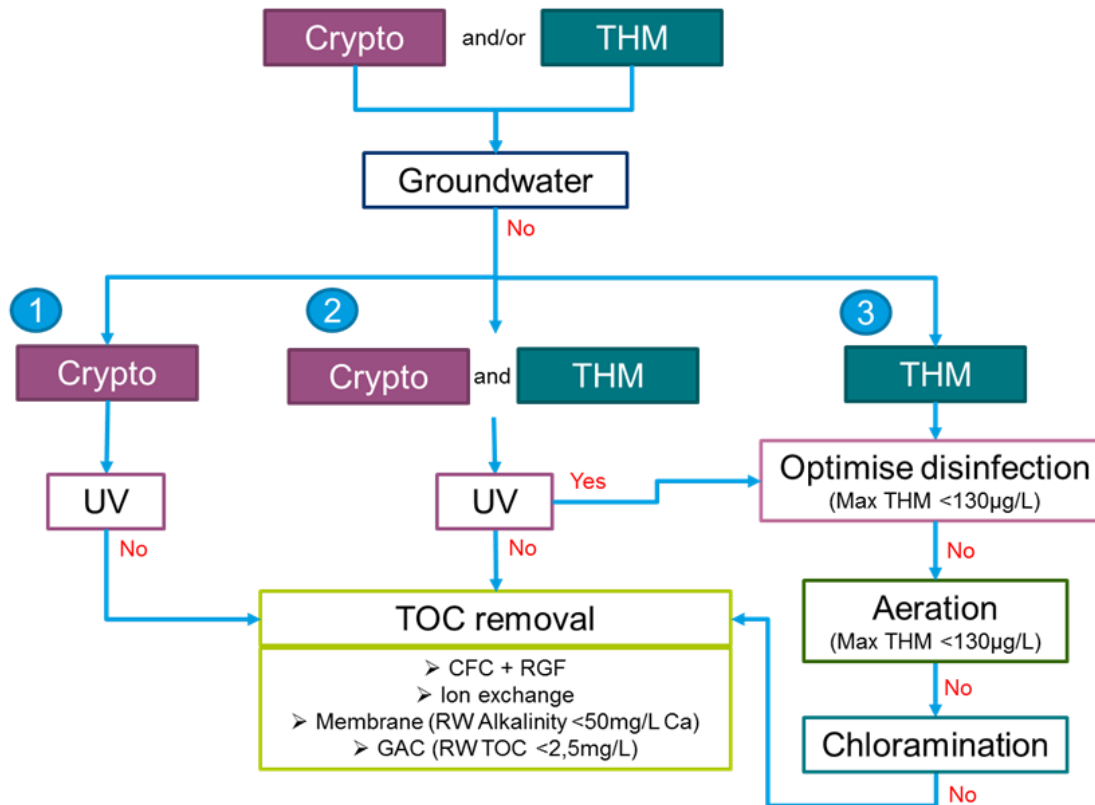 Crypto and/or THM
Groundwater
No
1 2 3
Crypto
Crypto and THM
THM
UV
No
UV
Yes
No
Optimise disinfection
(Max THM <130µg/L)
No
Aeration
(Max THM <130µg/L)
No
Chloramination
No
TOC removal
➢ CFC + RGF
➢ Ion exchange
➢ Membrane (RW Alkalinity <50mg/L Ca)
➢ GAC (RW TOC <2,5mg/L)